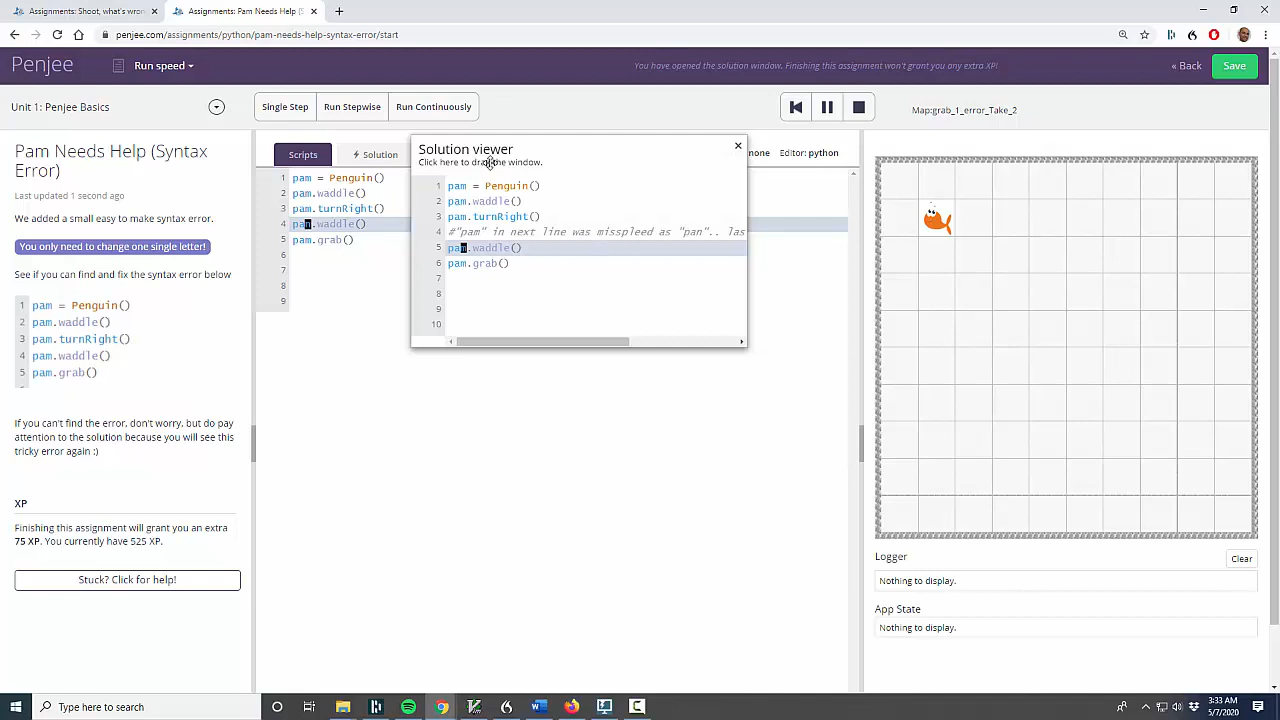 Assignments: Shoot, what's wron
Assignments: Pam Needs Help (S
penjee.com/assignments/python/pam-needs-help-syntax-error/start
Penjee
Run speed
You have opened the solution window. Finishing this assignment won't grant you any extra XP!
« Back
Save
Unit 1: Penjee Basics
Single Step
Run Stepwise
Run Continuously
Map:grab_1_error_Take_2
Pam Needs Help (Syntax
Error)
Last updated 1 second ago
We added a small easy to make syntax error.
You only need to change one single letter!
See if you can find and fix the syntax error below
1 pam = Penguin()
2 pam.waddle()
3 pam.turnRight()
4 pam.waddle()
5 pam.grab()
If you can't find the error, don't worry, but do pay
attention to the solution because you will see this
tricky error again :)
XP
Finishing this assignment will grant you an extra
75 XP. You currently have 525 XP.
Stuck? Click for help!
Scripts
Solution
none
Editor: python
1 pam = Penguin()
2 pam.waddle()
3 pam.turnRight()
4 pan.waddle()
5 pam.grab()
6
7
8
9
Solution viewer
Click here to drag the window.
1 pam = Penguin()
2 pam.waddle()
3 pam.turnRight()
4 #"pam" in next line was misspleed as "pan".. las
5 pam.waddle()
6 pam.grab()
7
8
9
10
Logger
Clear
Nothing to display.
App State
Nothing to display.
Type here to search
3:33 AM
5/7/2020